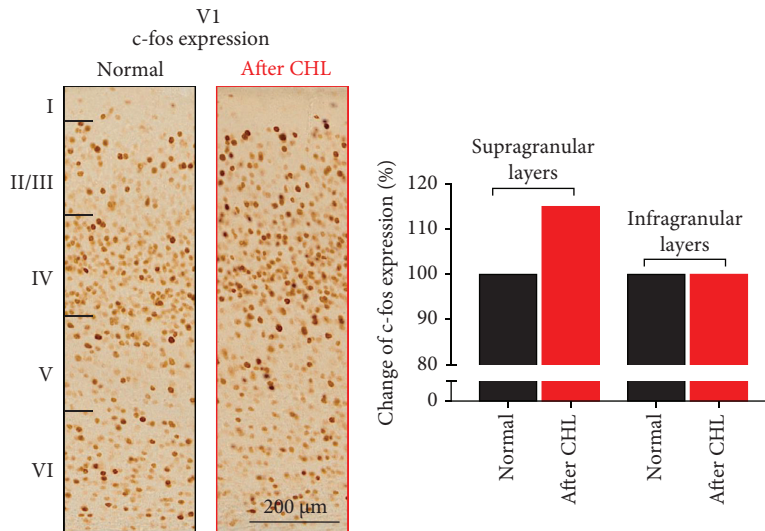 V1
c-fos expression
Normal
After CHL
I
II/III
IV
V
VI
200 μm
Change of c-fos expression (%)
120
115
100
90
80
0
Supragranular
layers
Infragranular
layers
Normal
After CHL
Normal
After CHL